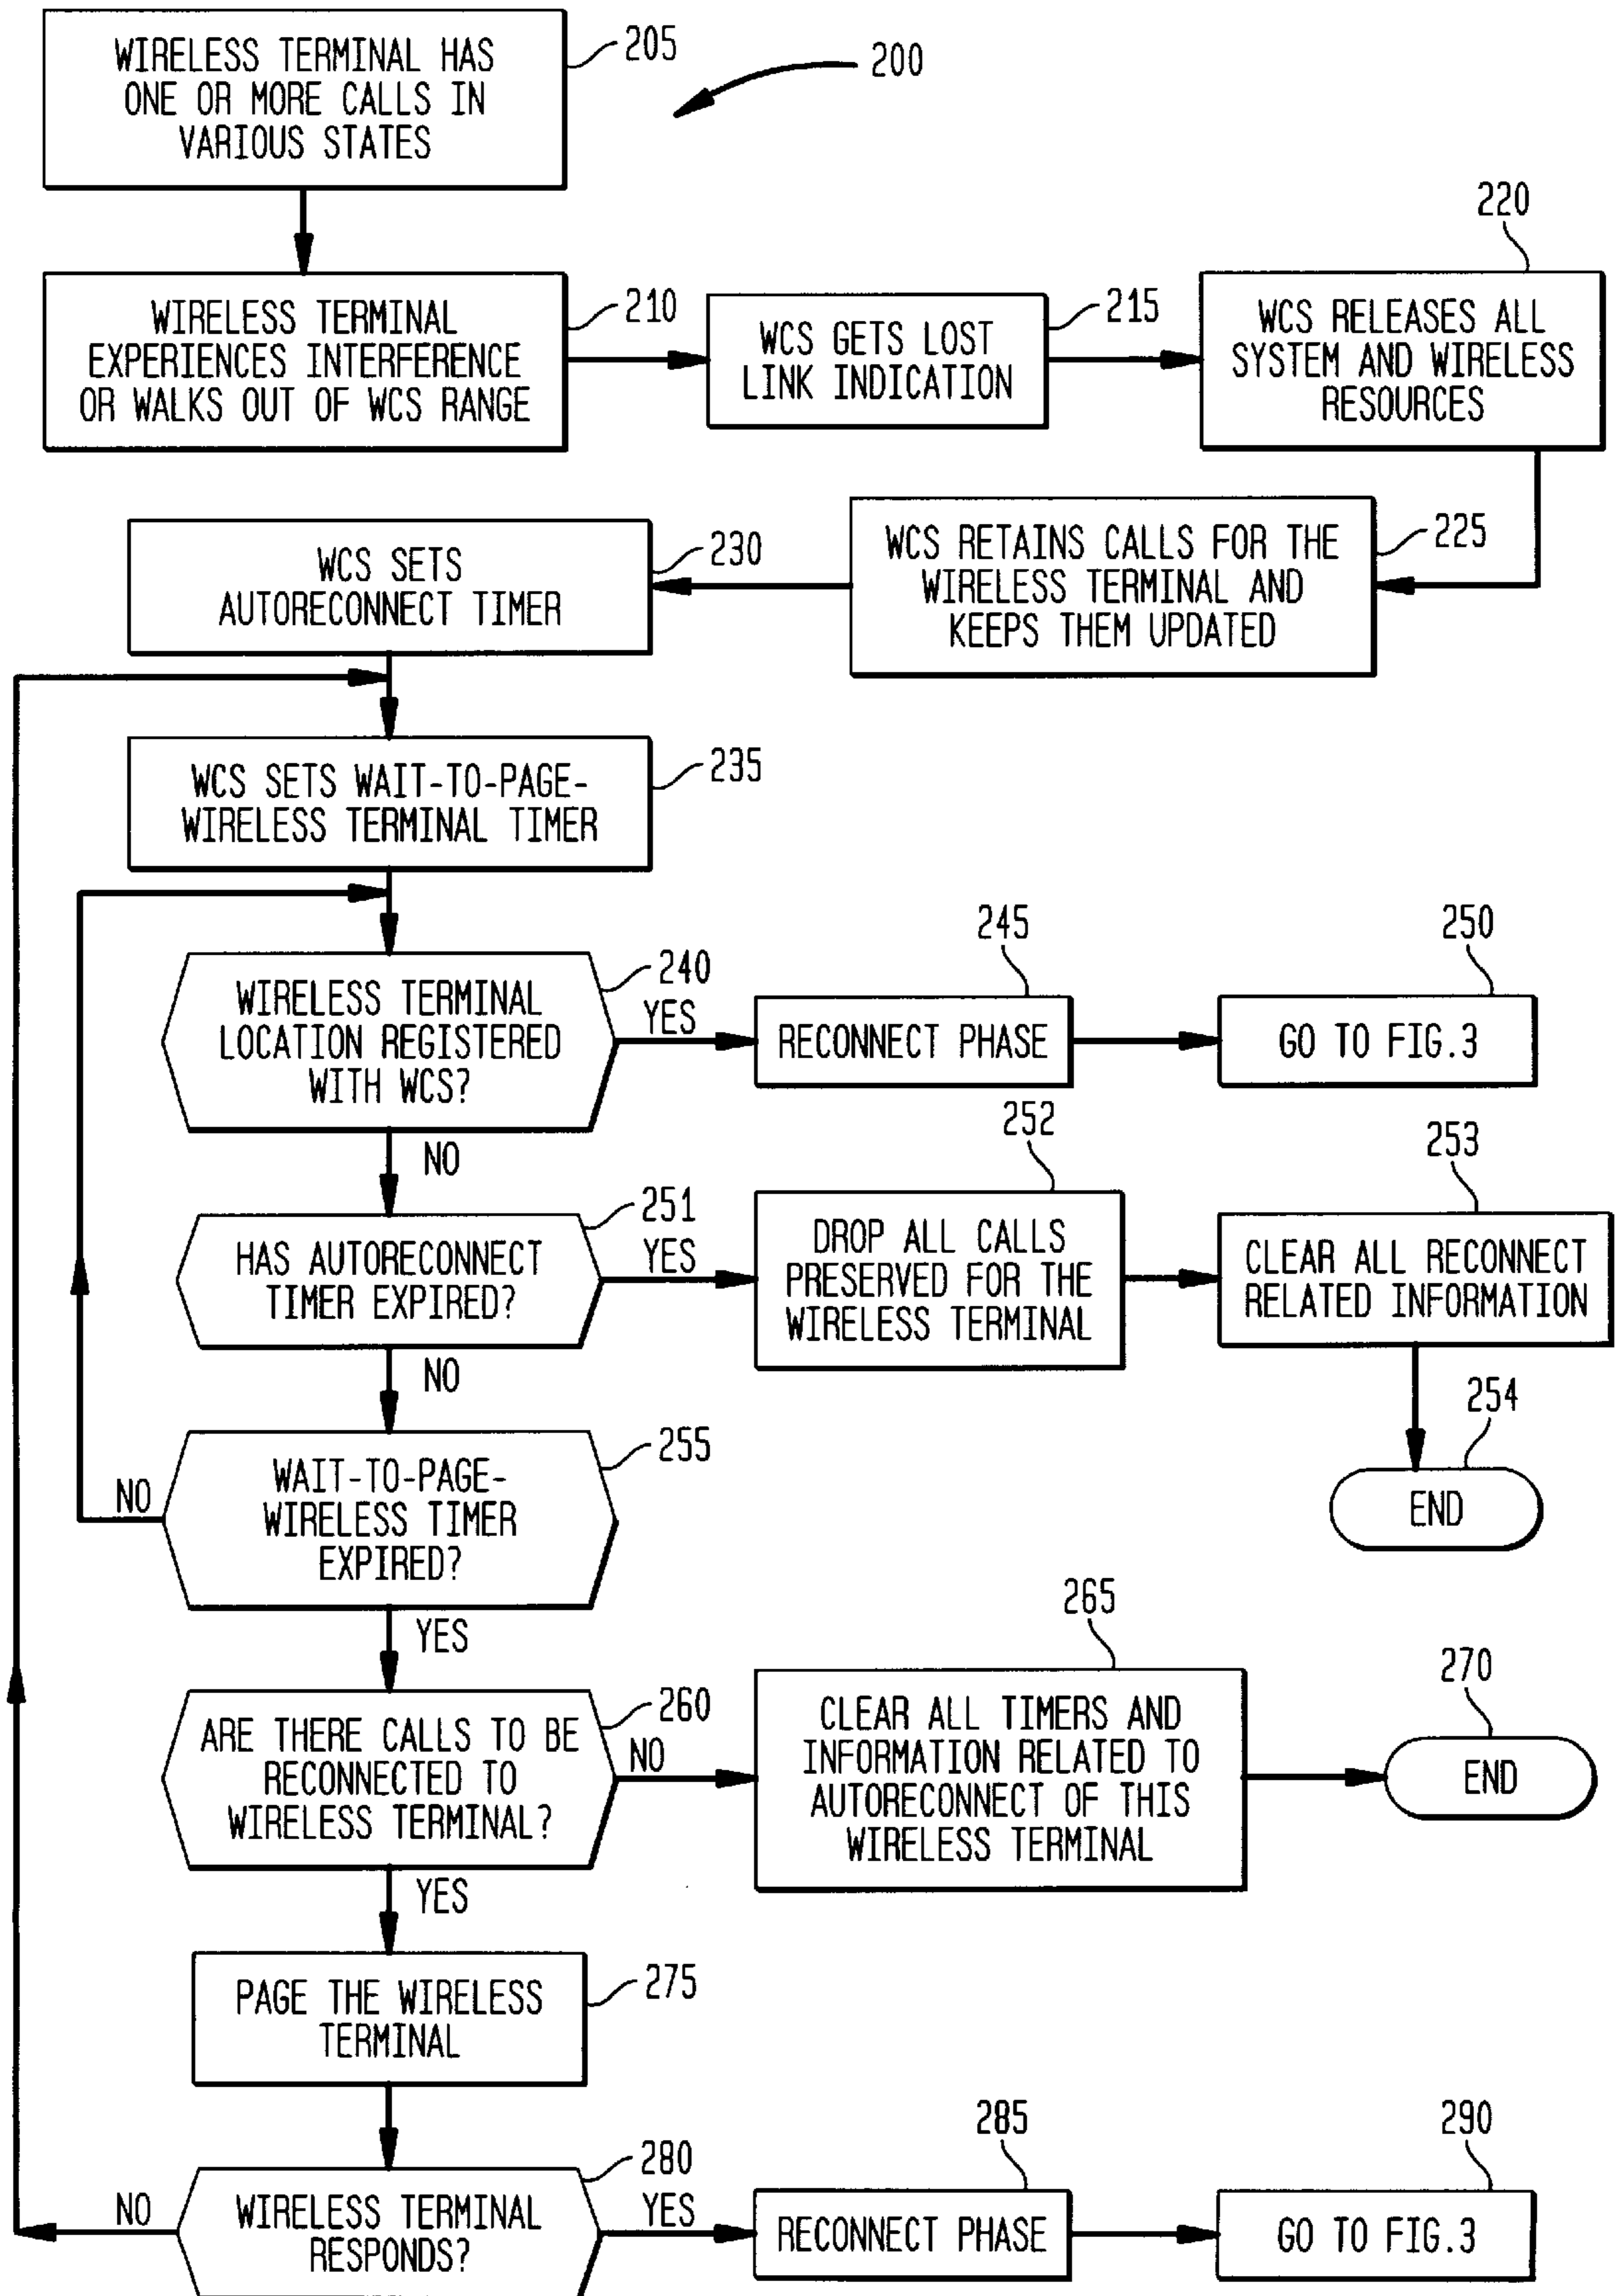 WIRELESS TERMINAL HAS
ONE OR MORE CALLS IN
VARIOUS STATES
205
200
WIRELESS TERMINAL
EXPERIENCES INTERFERENCE
OR WALKS OUT OF WCS RANGE
210
WCS GETS LOST
LINK INDICATION
215
220
WCS RELEASES ALL
SYSTEM AND WIRELESS
RESOURCES
WCS RETAINS CALLS FOR THE
WIRELESS TERMINAL AND
KEEPS THEM UPDATED
225
WCS SETS
AUTORECONNECT TIMER
230
WCS SETS WAIT-TO-PAGE-
WIRELESS TERMINAL TIMER
235
WIRELESS TERMINAL
LOCATION REGISTERED
WITH WCS?
240
YES
245
RECONNECT PHASE
250
GO TO FIG.3
NO
HAS AUTORECONNECT
TIMER EXPIRED?
251
YES
252
DROP ALL CALLS
PRESERVED FOR THE
WIRELESS TERMINAL
253
CLEAR ALL RECONNECT
RELATED INFORMATION
254
END
NO
WAIT-TO-PAGE-
WIRELESS TIMER
EXPIRED?
255
NO
YES
ARE THERE CALLS TO BE
RECONNECTED TO
WIRELESS TERMINAL?
260
NO
265
CLEAR ALL TIMERS AND
INFORMATION RELATED TO
AUTORECONNECT OF THIS
WIRELESS TERMINAL
270
END
YES
PAGE THE WIRELESS
TERMINAL
275
WIRELESS TERMINAL
RESPONDS?
280
NO
YES
285
RECONNECT PHASE
290
GO TO FIG.3